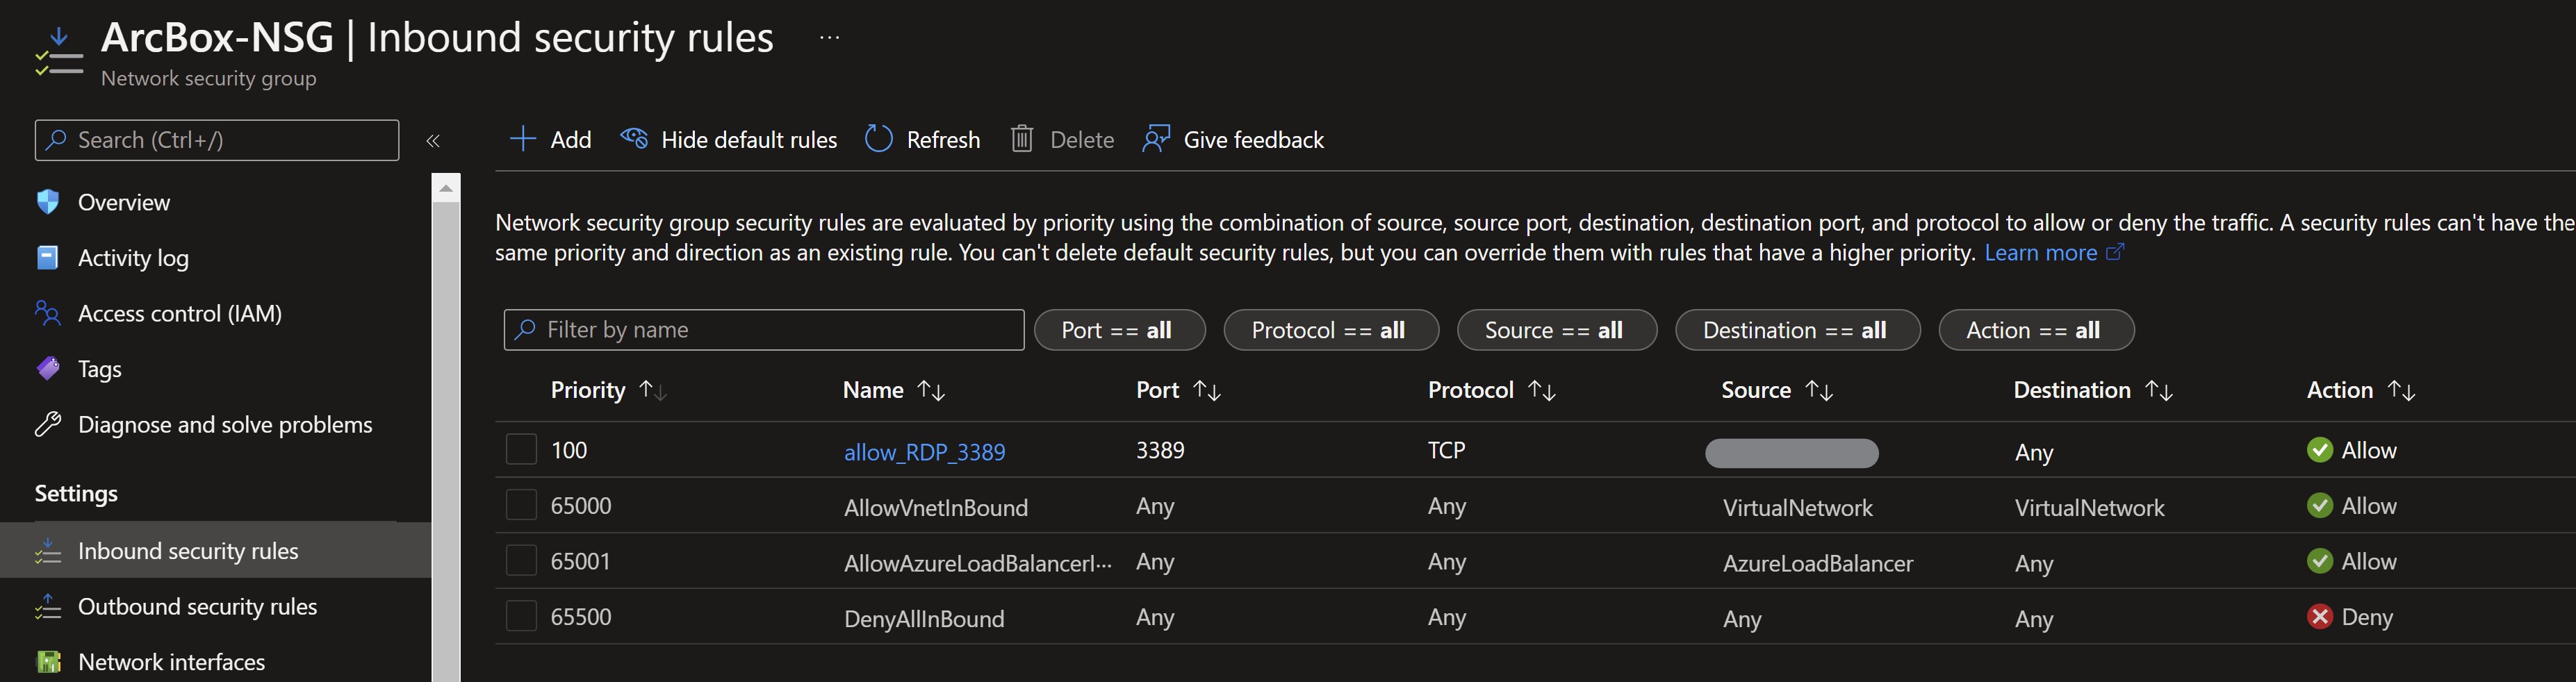 ArcBox-NSG | Inbound security rules ...
Network security group
Search (Ctrl+/) «
Add Hide default rules Refresh Delete Give feedback
Overview
Activity log
Access control (IAM)
Tags
Diagnose and solve problems
Settings
Inbound security rules
Outbound security rules
Network interfaces
Network security group security rules are evaluated by priority using the combination of source, source port, destination, destination port, and protocol to allow or deny the traffic. A security rules can't have the
same priority and direction as an existing rule. You can't delete default security rules, but you can override them with rules that have a higher priority. Learn more
Filter by name Port == all Protocol == all Source == all Destination == all Action == all
Priority ↑↓ Name ↑↓ Port ↑↓ Protocol ↑↓ Source ↑↓ Destination ↑↓ Action ↑↓
100 allow_RDP_3389 3389 TCP Any Allow
65000 AllowVnetInBound Any Any VirtualNetwork VirtualNetwork Allow
65001 AllowAzureLoadBalancerI... Any Any AzureLoadBalancer Any Allow
65500 DenyAllInBound Any Any Any Any Deny